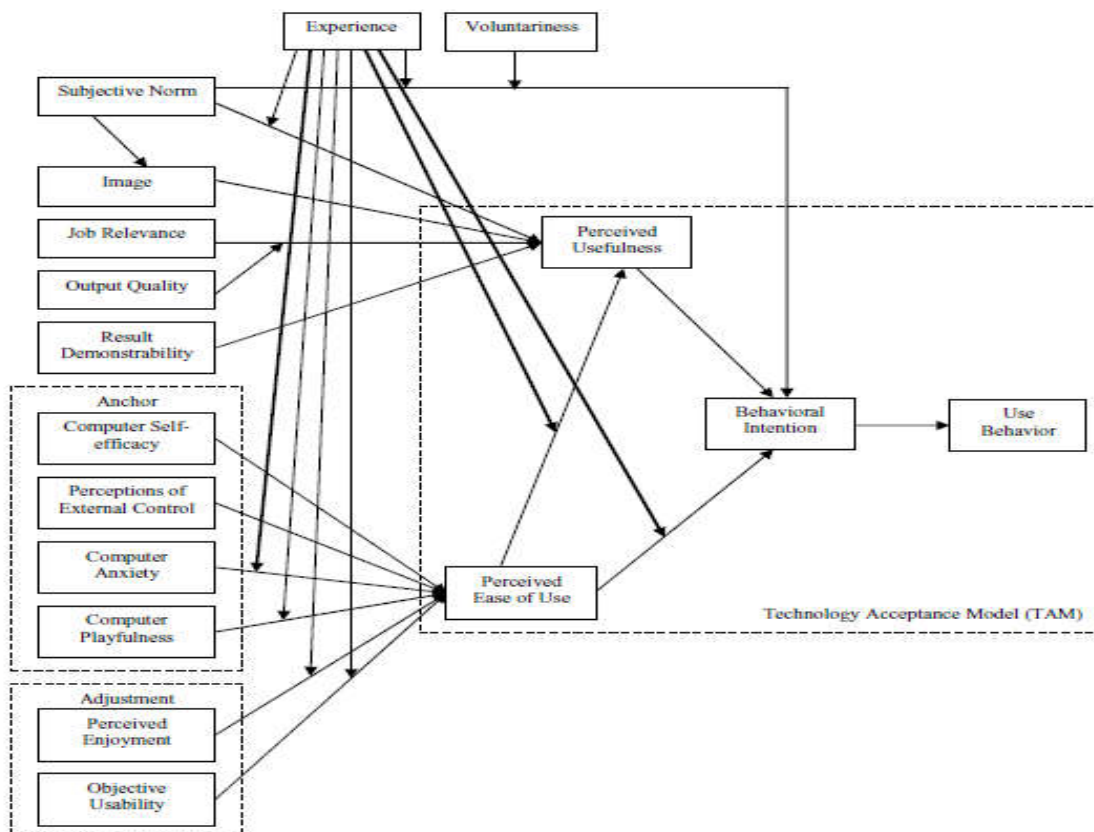 Experience
Voluntariness
Subjective Norm
Image
Job Relevance
Output Quality
Result
Demonstrability
Perceived
Usefulness
Anchor
Computer Self-
efficacy
Perceptions of
External Control
Computer
Anxiety
Computer
Playfulness
Behavioral
Intention
Use
Behavior
Perceived
Ease of Use
Technology Acceptance Model (TAM)
Adjustment
Perceived
Enjoyment
Objective
Usability